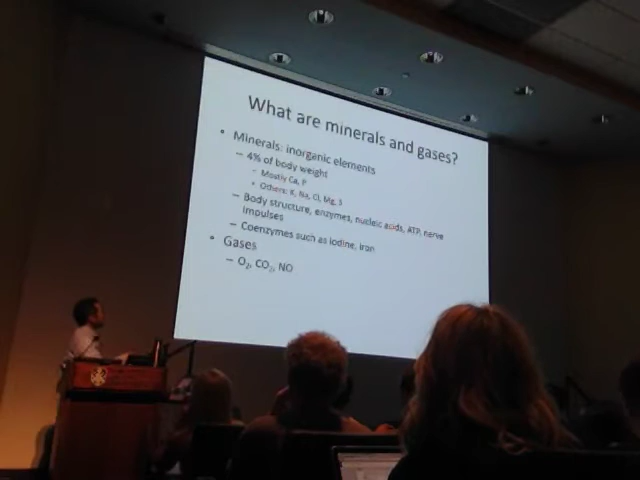 What are minerals and gases?
• Minerals: inorganic elements
– 4% of body weight
• Mostly Ca, P
• Others: K, Na, Cl, Mg, S
– Body structure, enzymes, nucleic acids, ATP, nerve
impulses
– Coenzymes such as iodine, iron
• Gases
– O₂, CO₂, NO